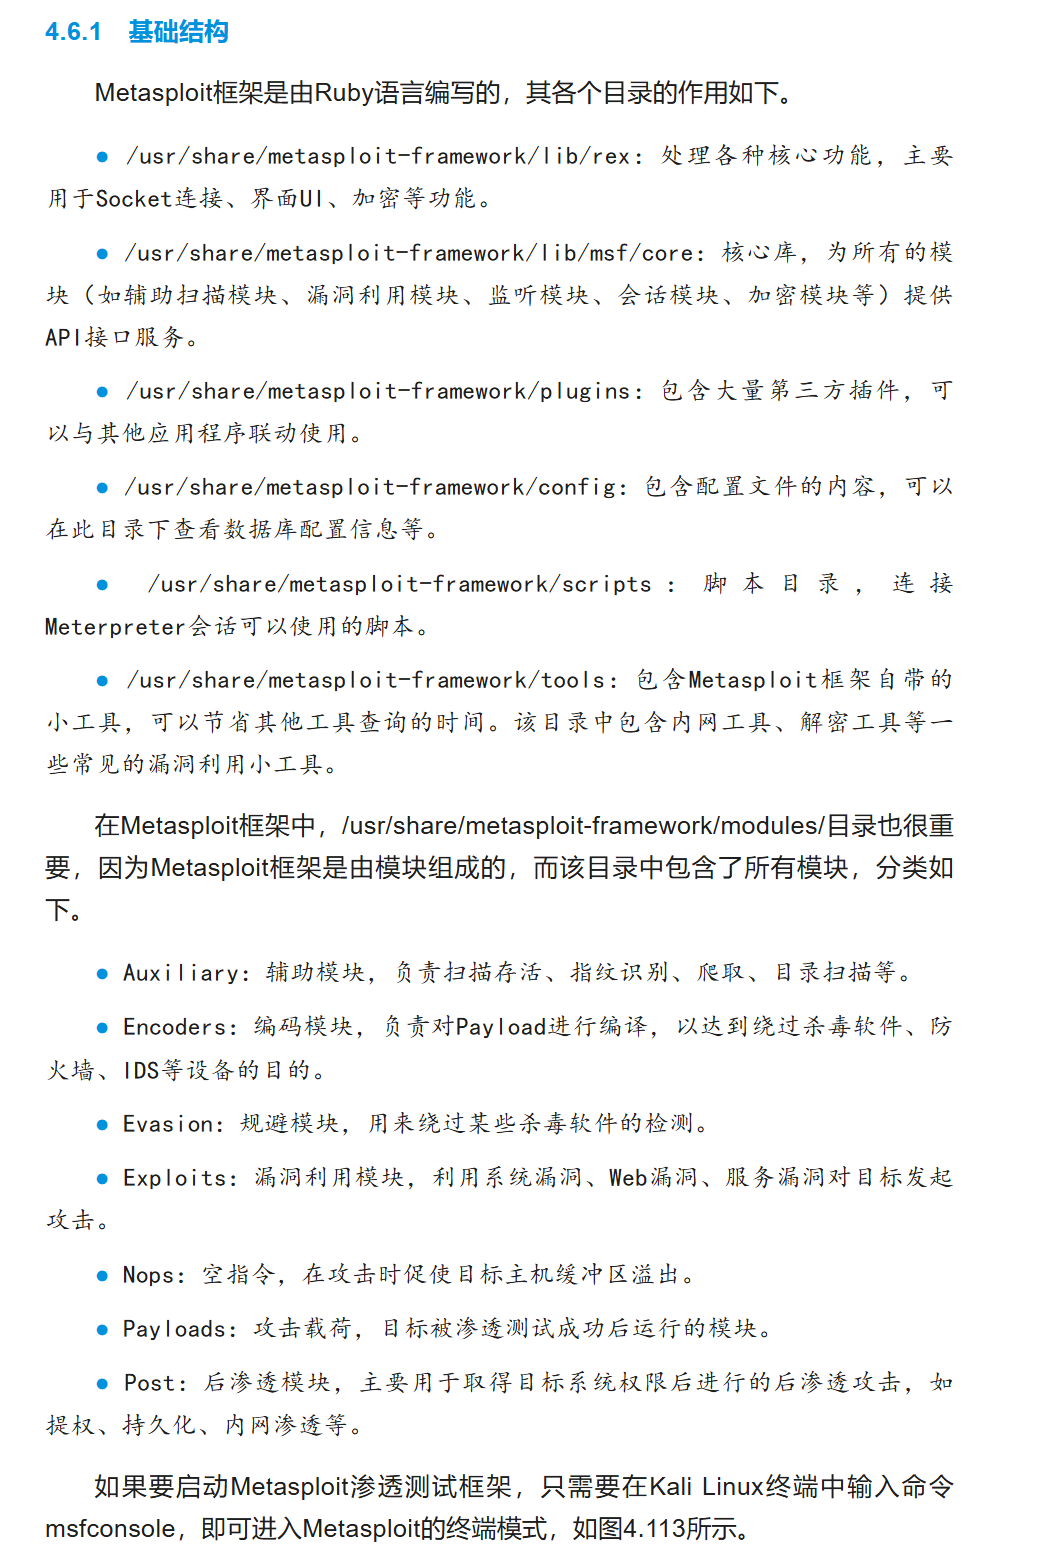 4.6.1 基础结构
Metasploit框架是由Ruby语言编写的，其各个目录的作用如下。
● /usr/share/metasploit-framework/lib/rex：处理各种核心功能，主要
用于Socket连接、界面UI、加密等功能。
● /usr/share/metasploit-framework/lib/msf/core：核心库，为所有的模
块（如辅助扫描模块、漏洞利用模块、监听模块、会话模块、加密模块等）提供
API接口服务。
● /usr/share/metasploit-framework/plugins：包含大量第三方插件，可
以与其他应用程序联动使用。
● /usr/share/metasploit-framework/config：包含配置文件的内容，可以
在此目录下查看数据库配置信息等。
● /usr/share/metasploit-framework/scripts：脚本目录，连接
Meterpreter会话可以使用的脚本。
● /usr/share/metasploit-framework/tools：包含Metasploit框架自带的
小工具，可以节省其他工具查询的时间。该目录中包含内网工具、解密工具等一
些常见的漏洞利用小工具。
在Metasploit框架中，/usr/share/metasploit-framework/modules/目录也很重
要，因为Metasploit框架是由模块组成的，而该目录中包含了所有模块，分类如
下。
● Auxiliary：辅助模块，负责扫描存活、指纹识别、爬取、目录扫描等。
● Encoders：编码模块，负责对Payload进行编译，以达到绕过杀毒软件、防
火墙、IDS等设备的目的。
● Evasion：规避模块，用来绕过某些杀毒软件的检测。
● Exploits：漏洞利用模块，利用系统漏洞、Web漏洞、服务漏洞对目标发起
攻击。
● Nops：空指令，在攻击时促使目标主机缓冲区溢出。
● Payloads：攻击载荷，目标被渗透测试成功后运行的模块。
● Post：后渗透模块，主要用于取得目标系统权限后进行的后渗透攻击，如
提权、持久化、内网渗透等。
如果要启动Metasploit渗透测试框架，只需要在Kali Linux终端中输入命令
msfconsole，即可进入Metasploit的终端模式，如图4.113所示。